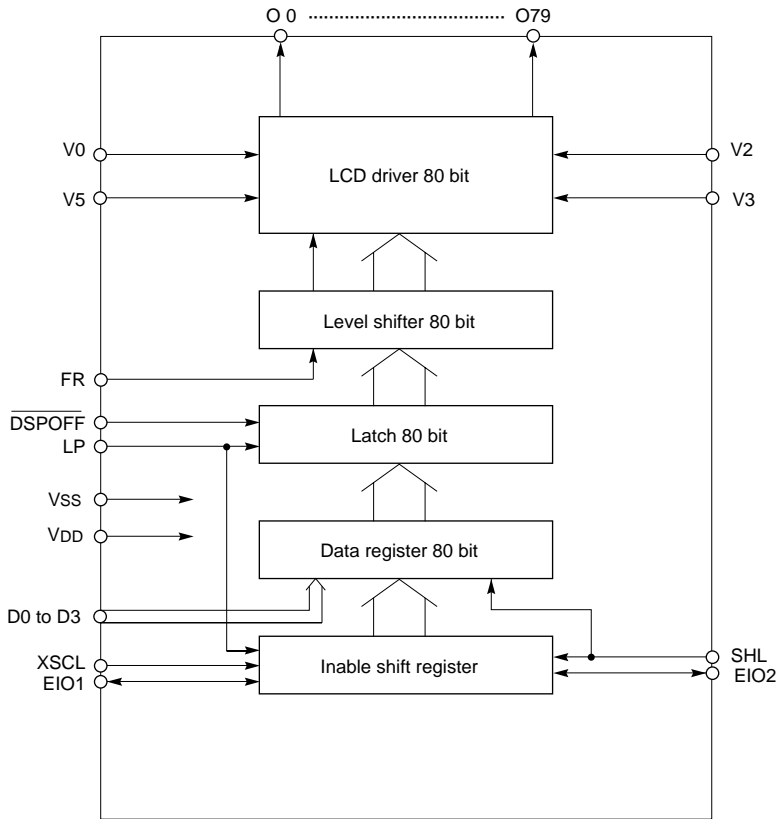 O 0 ........................................ O79
V0
V2
LCD driver 80 bit
V5
V3
Level shifter 80 bit
FR
DSPOFF
Latch 80 bit
LP
VSS
VDD
Data register 80 bit
D0 to D3
XSCL
Inable shift register
SHL
EIO1
EIO2